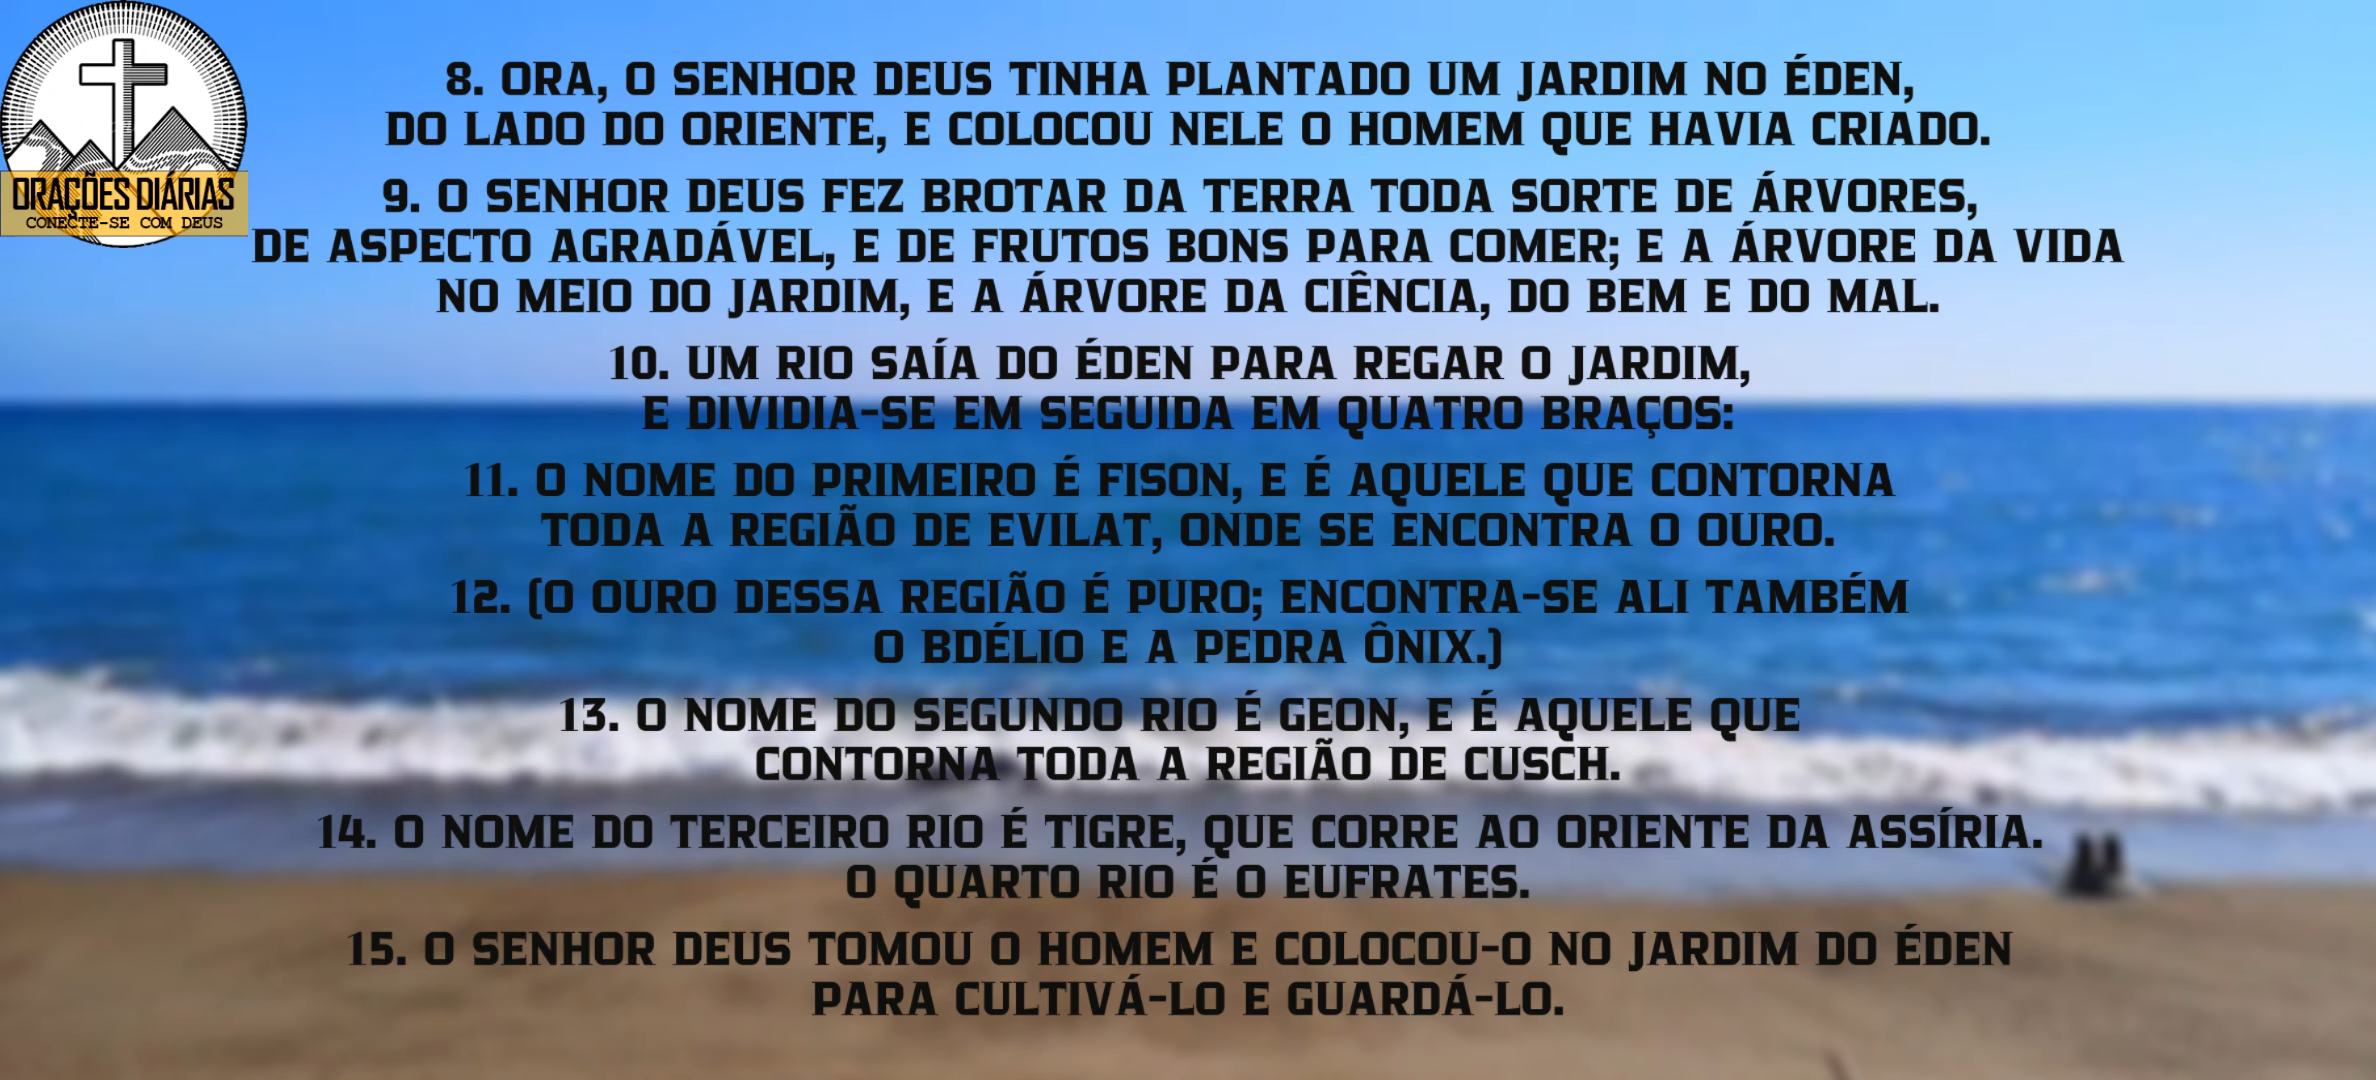 ORAÇÕES DIÁRIAS
CONECTE-SE COM DEUS
8. ORA, O SENHOR DEUS TINHA PLANTADO UM JARDIM NO ÉDEN,
DO LADO DO ORIENTE, E COLOCOU NELE O HOMEM QUE HAVIA CRIADO.
9. O SENHOR DEUS FEZ BROTAR DA TERRA TODA SORTE DE ÁRVORES,
DE ASPECTO AGRADÁVEL, E DE FRUTOS BONS PARA COMER; E A ÁRVORE DA VIDA
NO MEIO DO JARDIM, E A ÁRVORE DA CIÊNCIA, DO BEM E DO MAL.
10. UM RIO SAÍA DO ÉDEN PARA REGAR O JARDIM,
E DIVIDIA-SE EM SEGUIDA EM QUATRO BRAÇOS:
11. O NOME DO PRIMEIRO É FISON, E É AQUELE QUE CONTORNA
TODA A REGIÃO DE EVILAT, ONDE SE ENCONTRA O OURO.
12. (O OURO DESSA REGIÃO É PURO; ENCONTRA-SE ALI TAMBÉM
O BDÉLIO E A PEDRA ÔNIX.)
13. O NOME DO SEGUNDO RIO É GEON, E É AQUELE QUE
CONTORNA TODA A REGIÃO DE CUSCH.
14. O NOME DO TERCEIRO RIO É TIGRE, QUE CORRE AO ORIENTE DA ASSÍRIA.
O QUARTO RIO É O EUFRATES.
15. O SENHOR DEUS TOMOU O HOMEM E COLOCOU-O NO JARDIM DO ÉDEN
PARA CULTIVÁ-LO E GUARDÁ-LO.